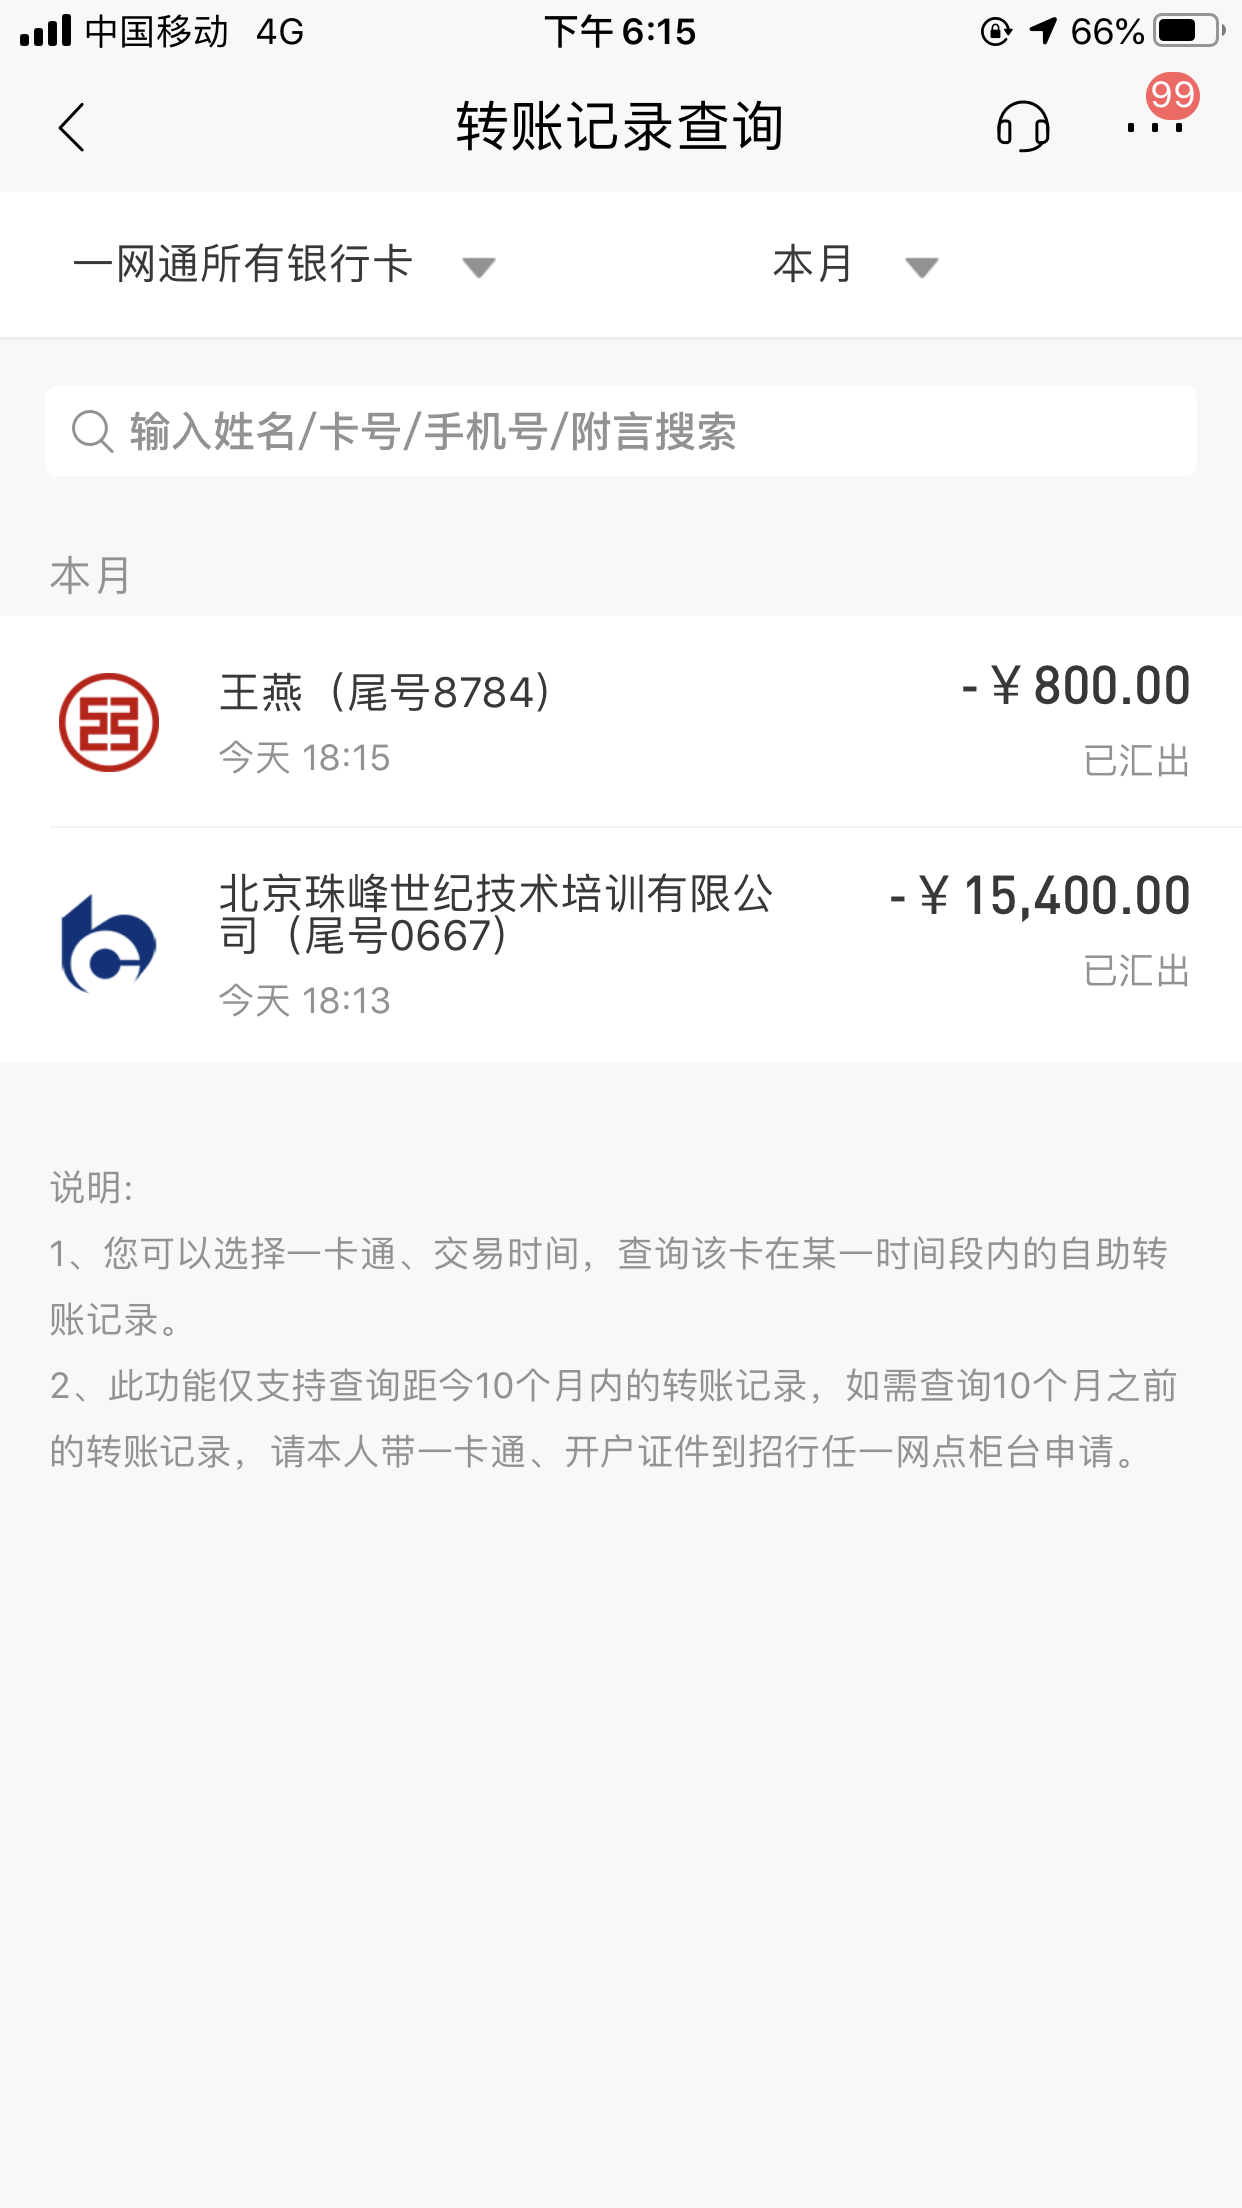 中国移动 4G 下午 6:15 66%
转账记录查询 99
一网通所有银行卡 本月
输入姓名/卡号/手机号/附言搜索
本月
王燕（尾号8784） -￥800.00
今天 18:15 已汇出
北京珠峰世纪技术培训有限公 -￥15,400.00
司（尾号0667）
今天 18:13 已汇出
说明:
1、您可以选择一卡通、交易时间，查询该卡在某一时间段内的自助转
账记录。
2、此功能仅支持查询距今10个月内的转账记录，如需查询10个月之前
的转账记录，请本人带一卡通、开户证件到招行任一网点柜台申请。